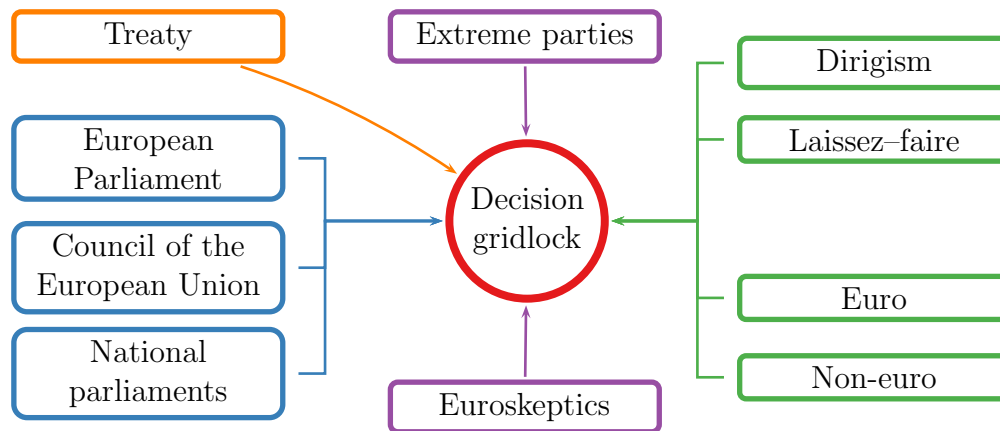 Treaty
Extreme parties
Dirigism
European
Parliament
Laissez–faire
Decision
gridlock
Council of the
European Union
Euro
National
parliaments
Non-euro
Euroskeptics